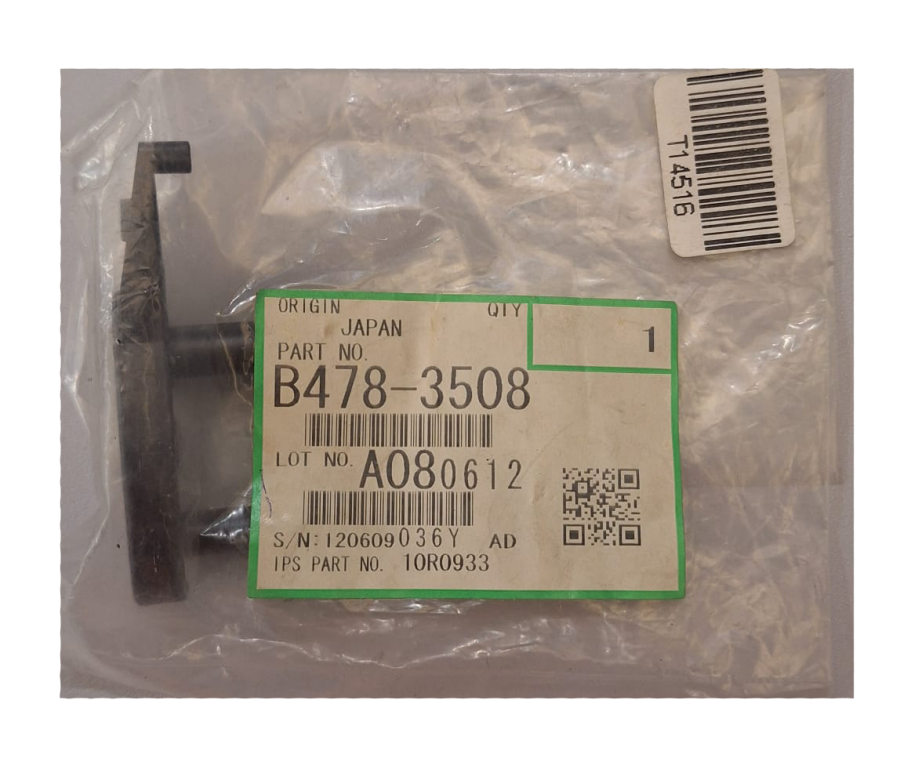 T14516
ORIGIN QTY
JAPAN 1
PART NO.
B478-3508
LOT NO. A080612
S/N:120609036Y AD
IPS PART NO. 10R0933